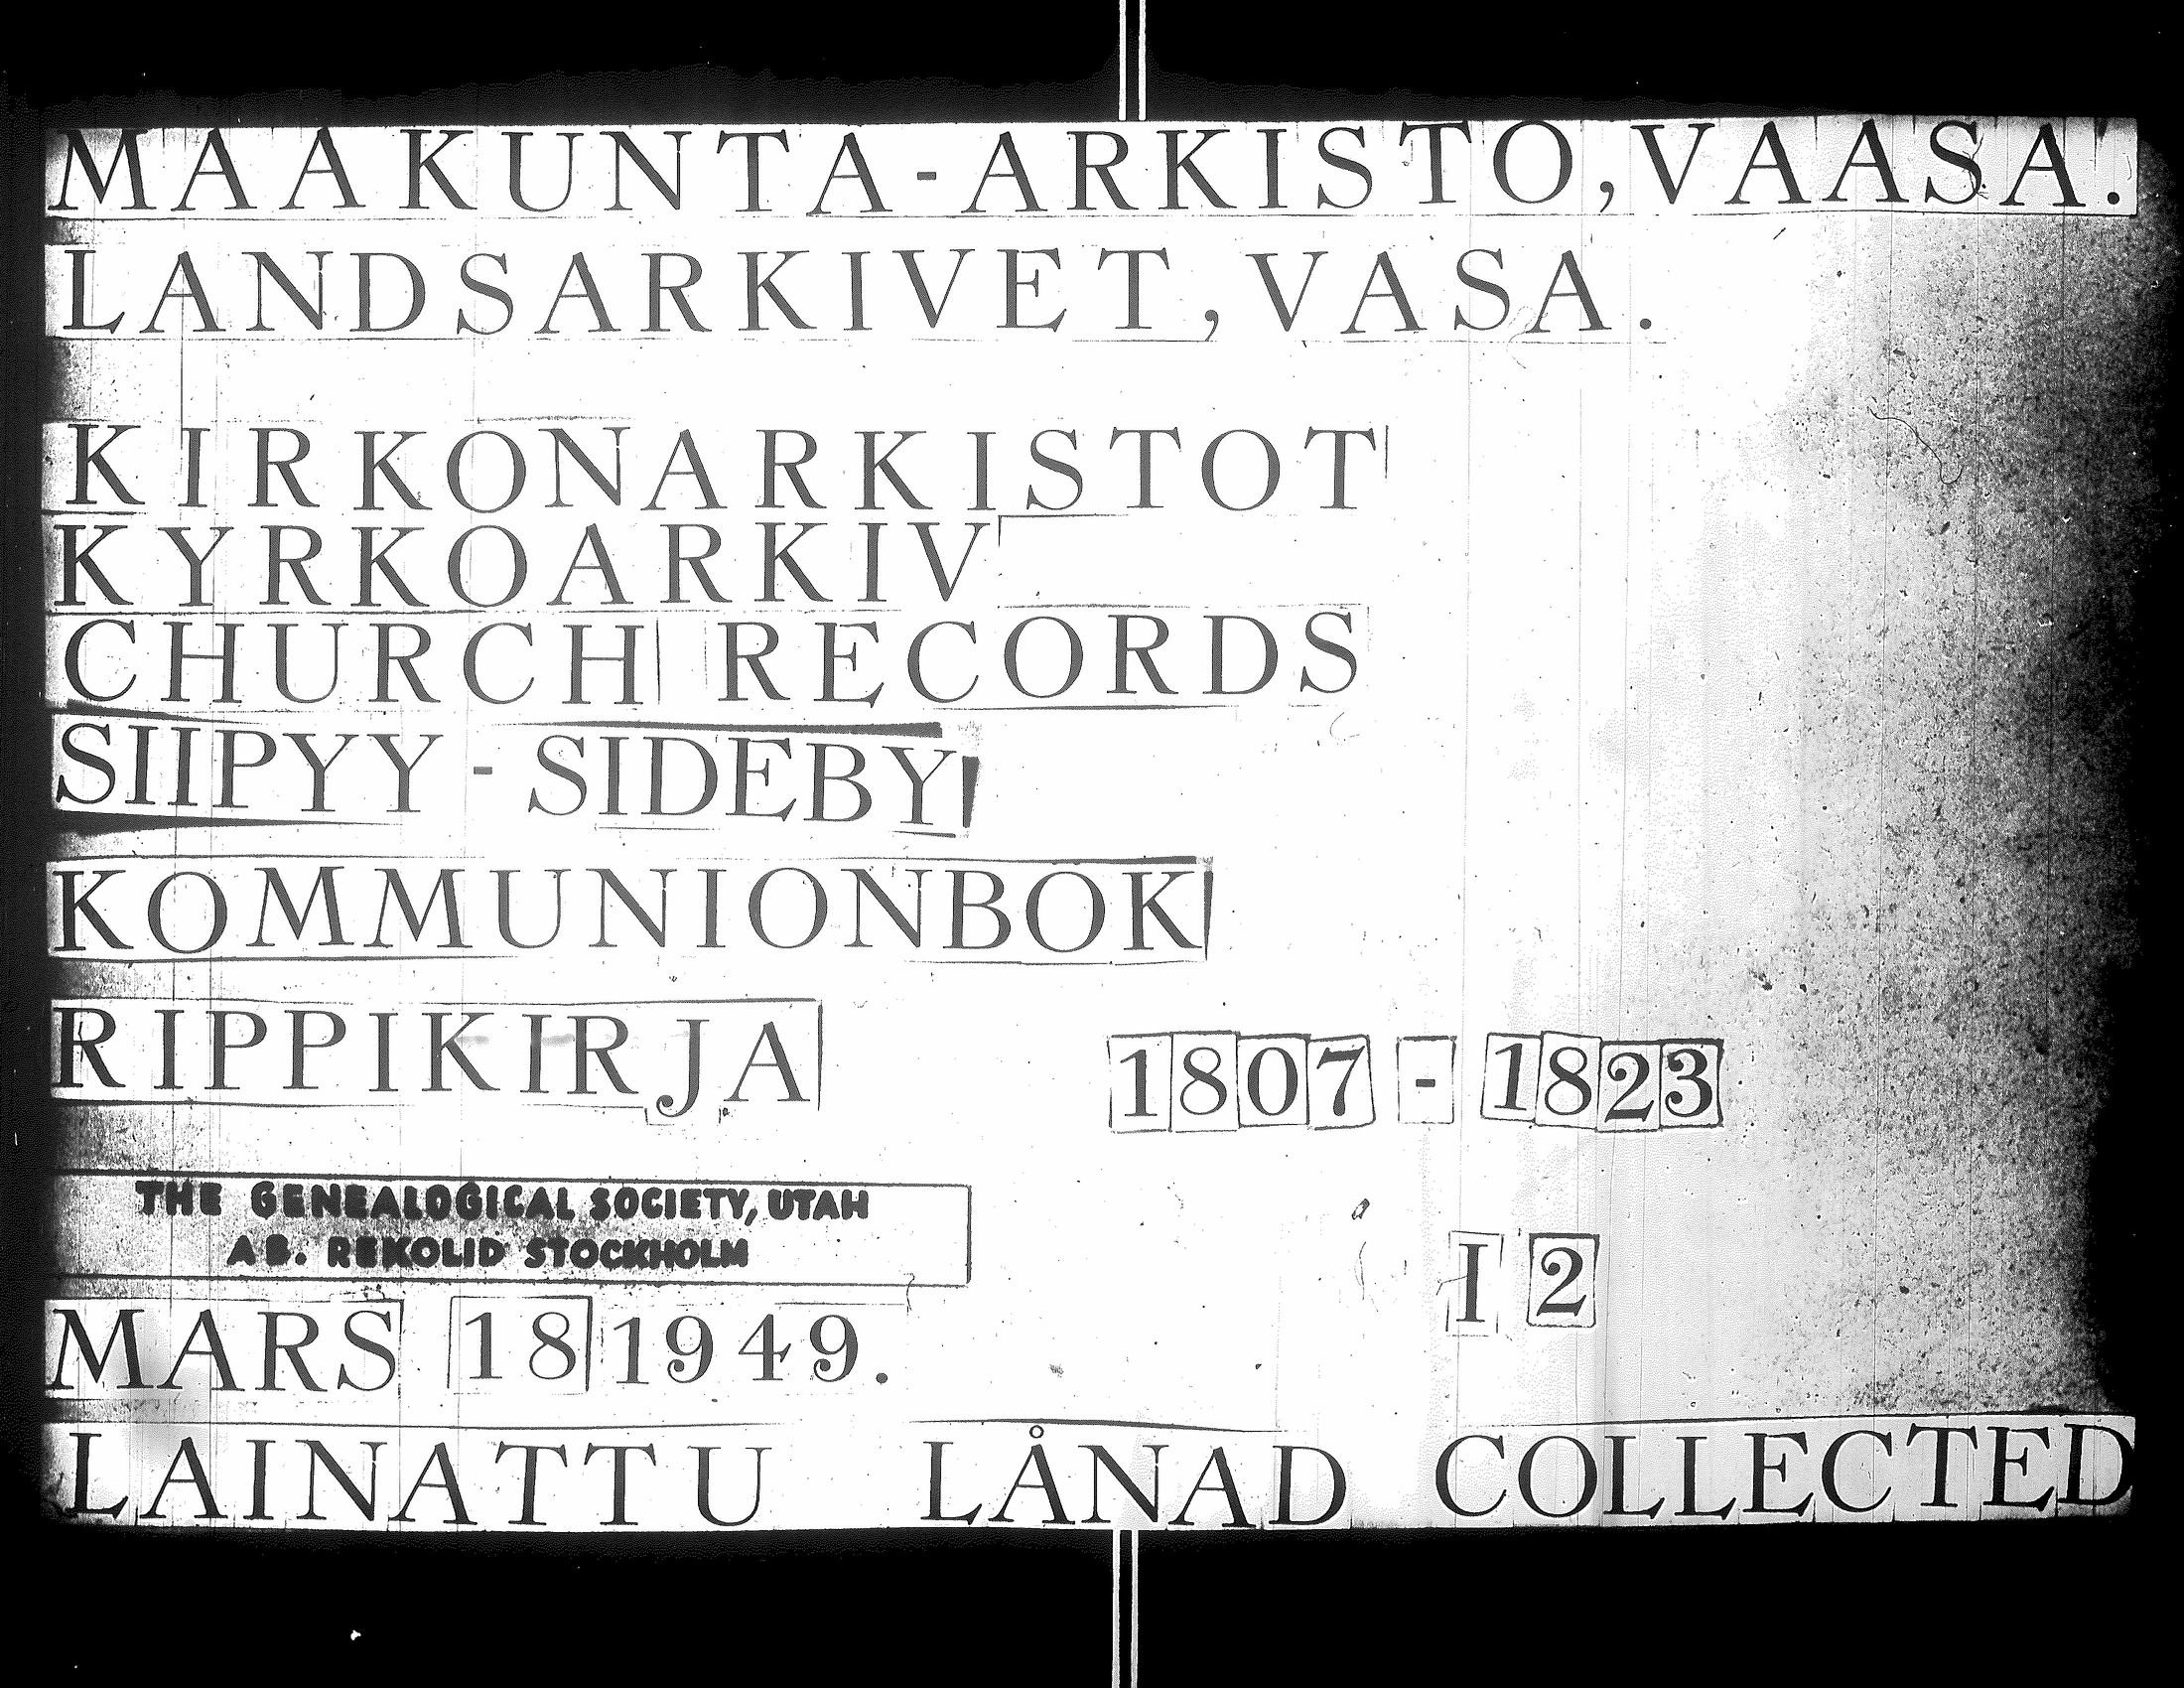 MAAKUNTA-ARKISTO, VAASA.
LANDSARKIVET, VASA.
KIRKONARKISTOT
KYRKOARKIV
CHURCH RECORDS
SIIPYY - SIDEBY
KOMMUNIONBOK
RIPPIKIRJA 1807 - 1823
THE GENEALOGICAL SOCIETY, UTAH
AB. REKOLID STOCKHOLM
I 2
MARS 18 1949.
LAINATTU LÅNAD COLLECTED